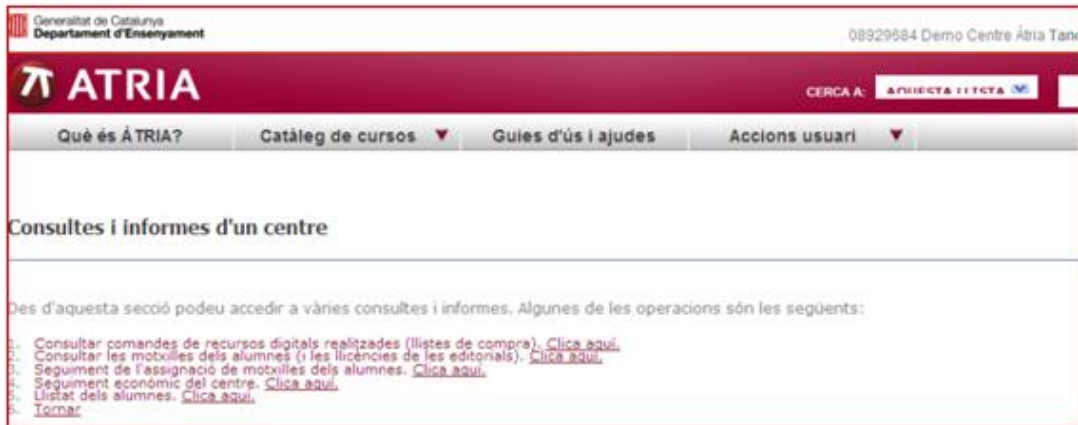 Generalitat de Catalunya
Departament d'Ensenyament
08929684 Demo Centre Àtria Tanc
ATRIA
CERCA A:
AQUESTA LLISTA
Què és ÀTRIA?
Catàleg de cursos
Guies d'ús i ajudes
Accions usuari
Consultes i informes d'un centre
Des d'aquesta secció podeu accedir a vàries consultes i informes. Algunes de les operacions són les següents:
1. Consultar comandes de recursos digitals realitzades (llistes de compra). Clica aquí.
2. Consultar les motxilles dels alumnes (i les llicències de les editorials). Clica aquí.
3. Seguiment de l'assignació de motxilles dels alumnes. Clica aquí.
4. Seguiment econòmic del centre. Clica aquí.
5. Llistat dels alumnes. Clica aquí.
6. Tornar